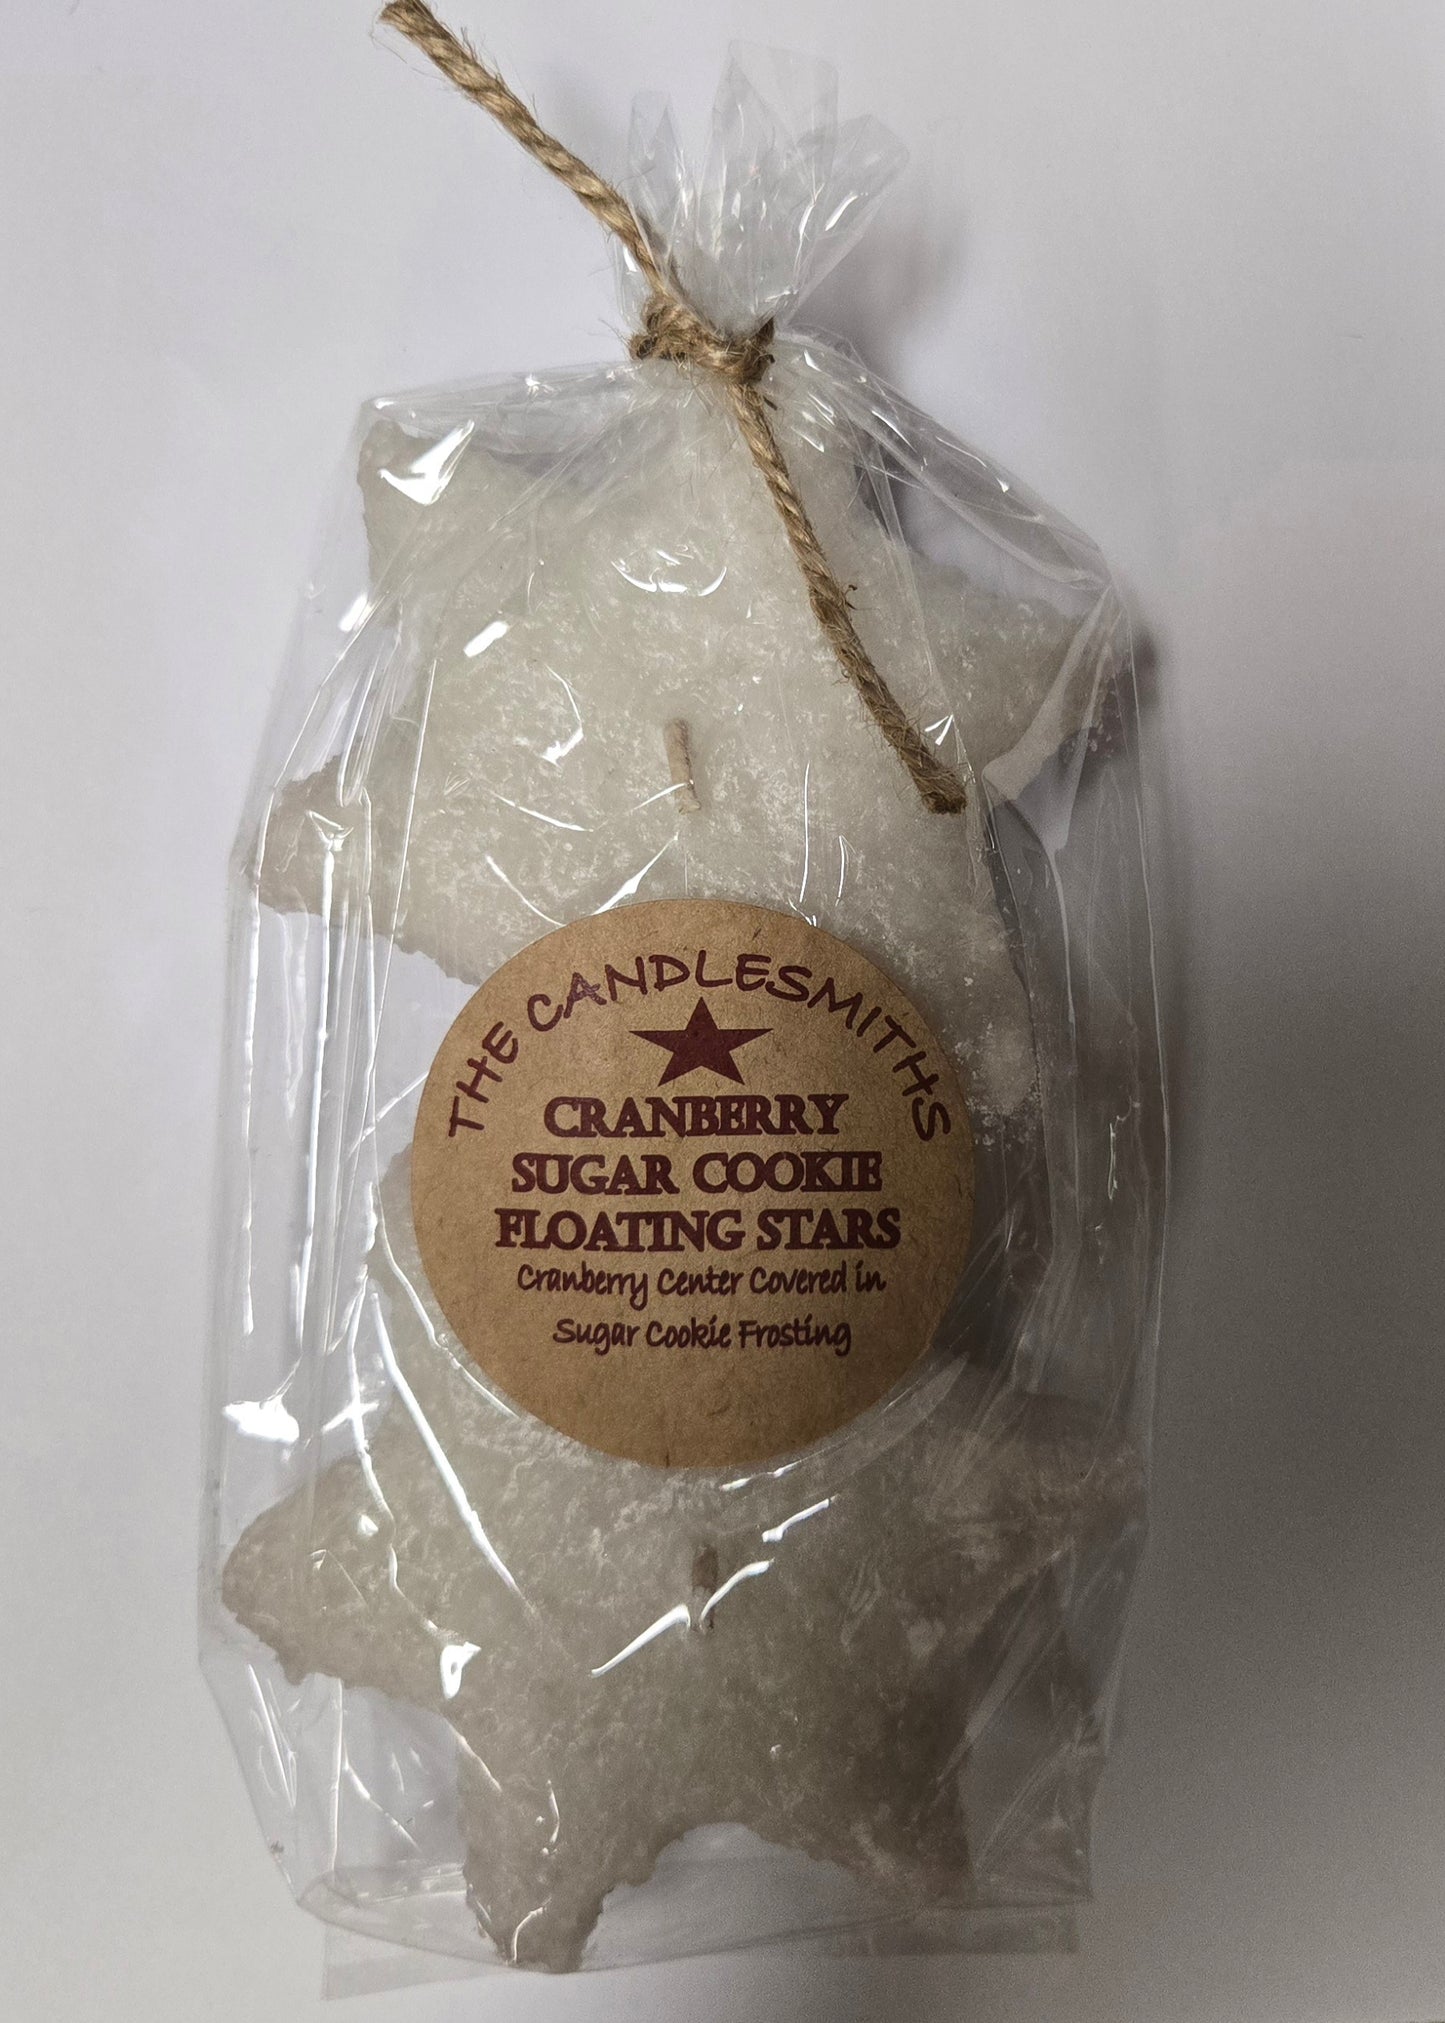 THE CANDLESMITHS
CRANBERRY
SUGAR COOKIE
FLOATING STARS
Cranberry Center Covered in
Sugar Cookie Frosting